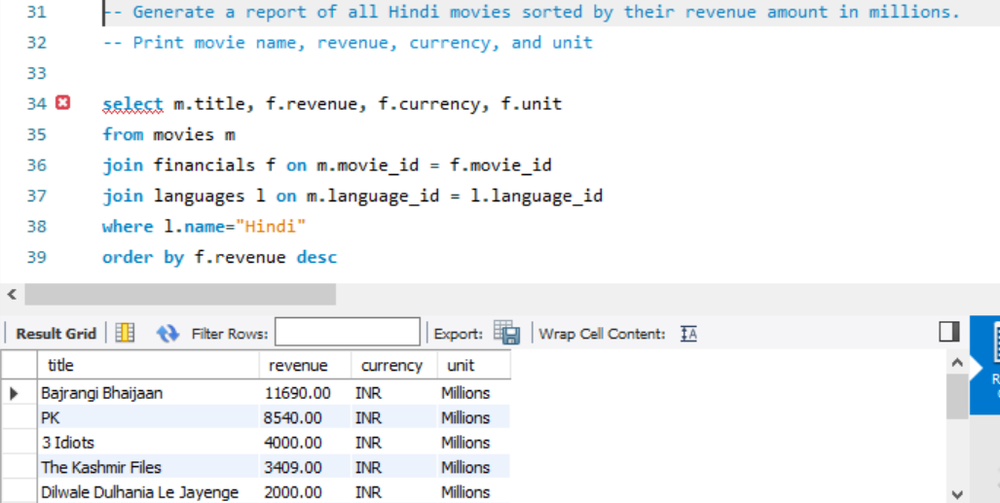 31 -- Generate a report of all Hindi movies sorted by their revenue amount in millions.
32 -- Print movie name, revenue, currency, and unit
33
34 select m.title, f.revenue, f.currency, f.unit
35 from movies m
36 join financials f on m.movie_id = f.movie_id
37 join languages l on m.language_id = l.language_id
38 where l.name="Hindi"
39 order by f.revenue desc
Result Grid Filter Rows: Export: Wrap Cell Content:
title revenue currency unit
Bajrangi Bhaijaan 11690.00 INR Millions
PK 8540.00 INR Millions
3 Idiots 4000.00 INR Millions
The Kashmir Files 3409.00 INR Millions
Dilwale Dulhania Le Jayenge 2000.00 INR Millions